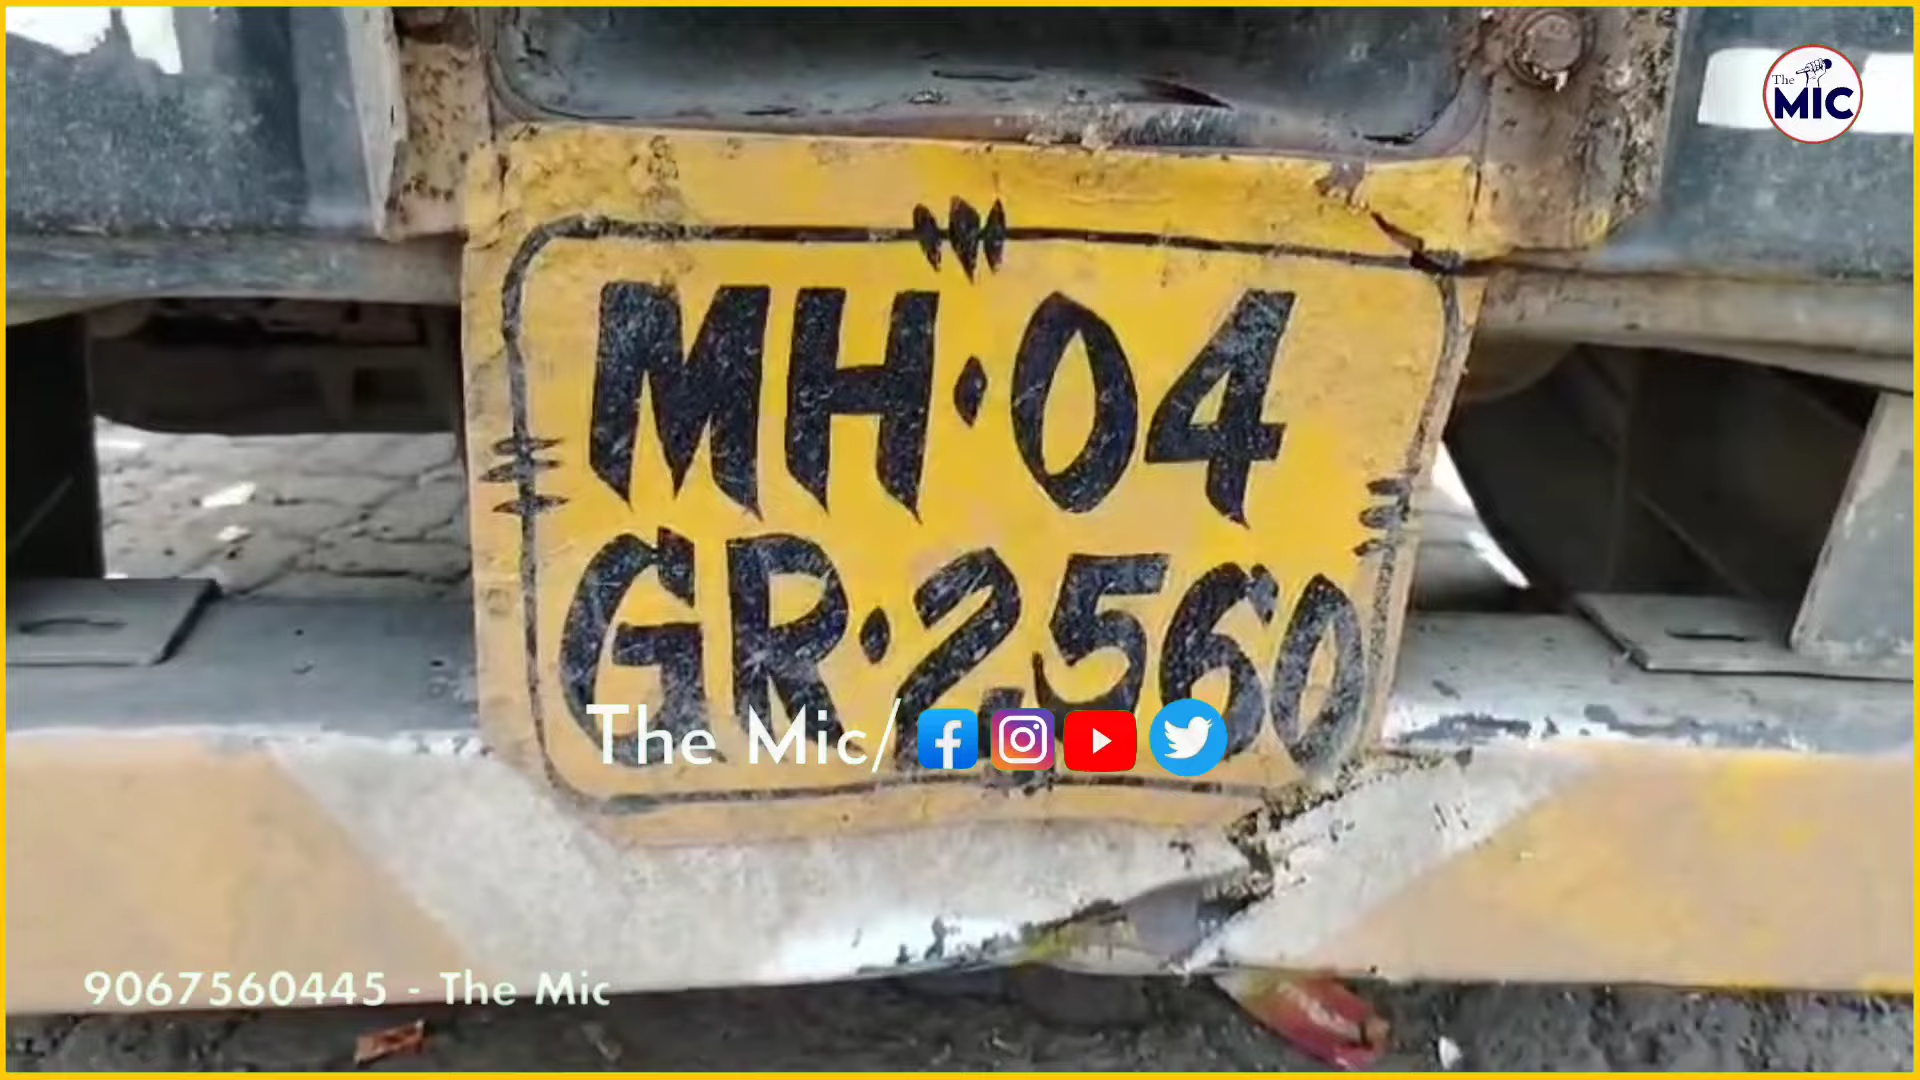 The
MIC
MH·04
GR·2560
The Mic/
9067560445 - The Mic